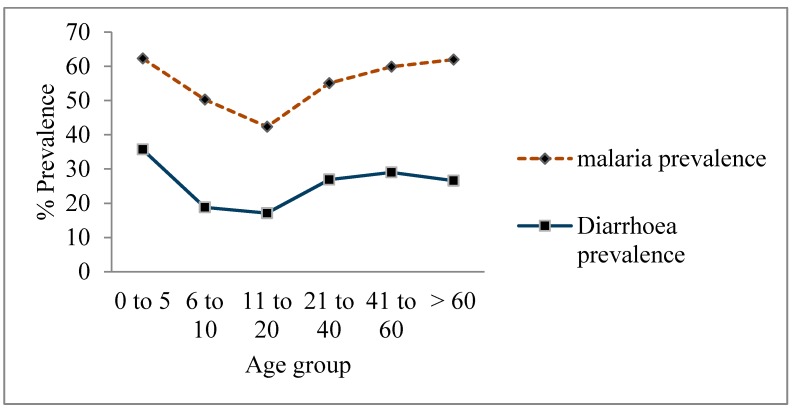 70
60
50
40
30
20
10
0
% Prevalence
0 to 5 6 to 11 to 21 to 41 to > 60
10 20 40 60
Age group
malaria prevalence
Diarrhoea
prevalence